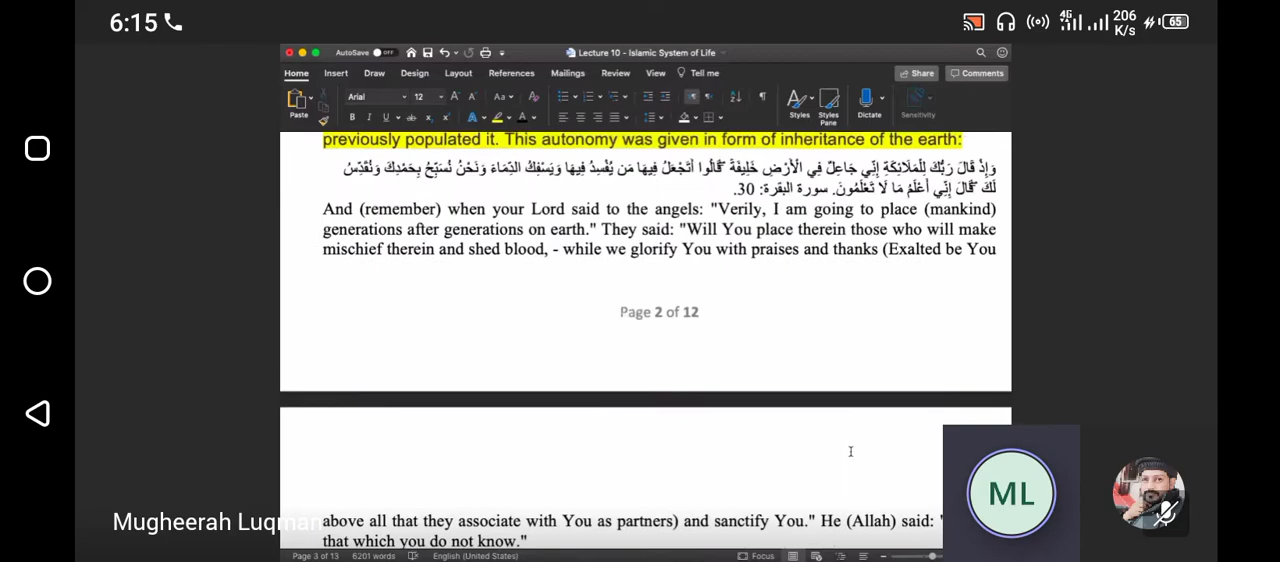 6:15
4G
206
K/s
65
AutoSave OFF
Lecture 10 - Islamic System of Life
Home Insert Draw Design Layout References Mailings Review View Tell me
Share Comments
Paste
Arial 12
Aa
Styles Styles Pane Dictate Sensitivity
previously populated it. This autonomy was given in form of inheritance of the earth:
وَإِذْ قَالَ رَبُّكَ لِلْمَلَائِكَةِ إِنِّي جَاعِلٌ فِي الْأَرْضِ خَلِيفَةً ۖ قَالُوا أَتَجْعَلُ فِيهَا مَن يُفْسِدُ فِيهَا وَيَسْفِكُ الدِّمَاءَ وَنَحْنُ نُسَبِّحُ بِحَمْدِكَ وَنُقَدِّسُ
لَكَ ۖ قَالَ إِنِّي أَعْلَمُ مَا لَا تَعْلَمُونَ. سورة البقرة: 30.
And (remember) when your Lord said to the angels: "Verily, I am going to place (mankind)
generations after generations on earth." They said: "Will You place therein those who will make
mischief therein and shed blood, - while we glorify You with praises and thanks (Exalted be You
Page 2 of 12
above all that they associate with You as partners) and sanctify You." He (Allah) said: "
that which you do not know."
Mugheerah Luqman
ML
Page 3 of 13 6201 words English (United States) Focus